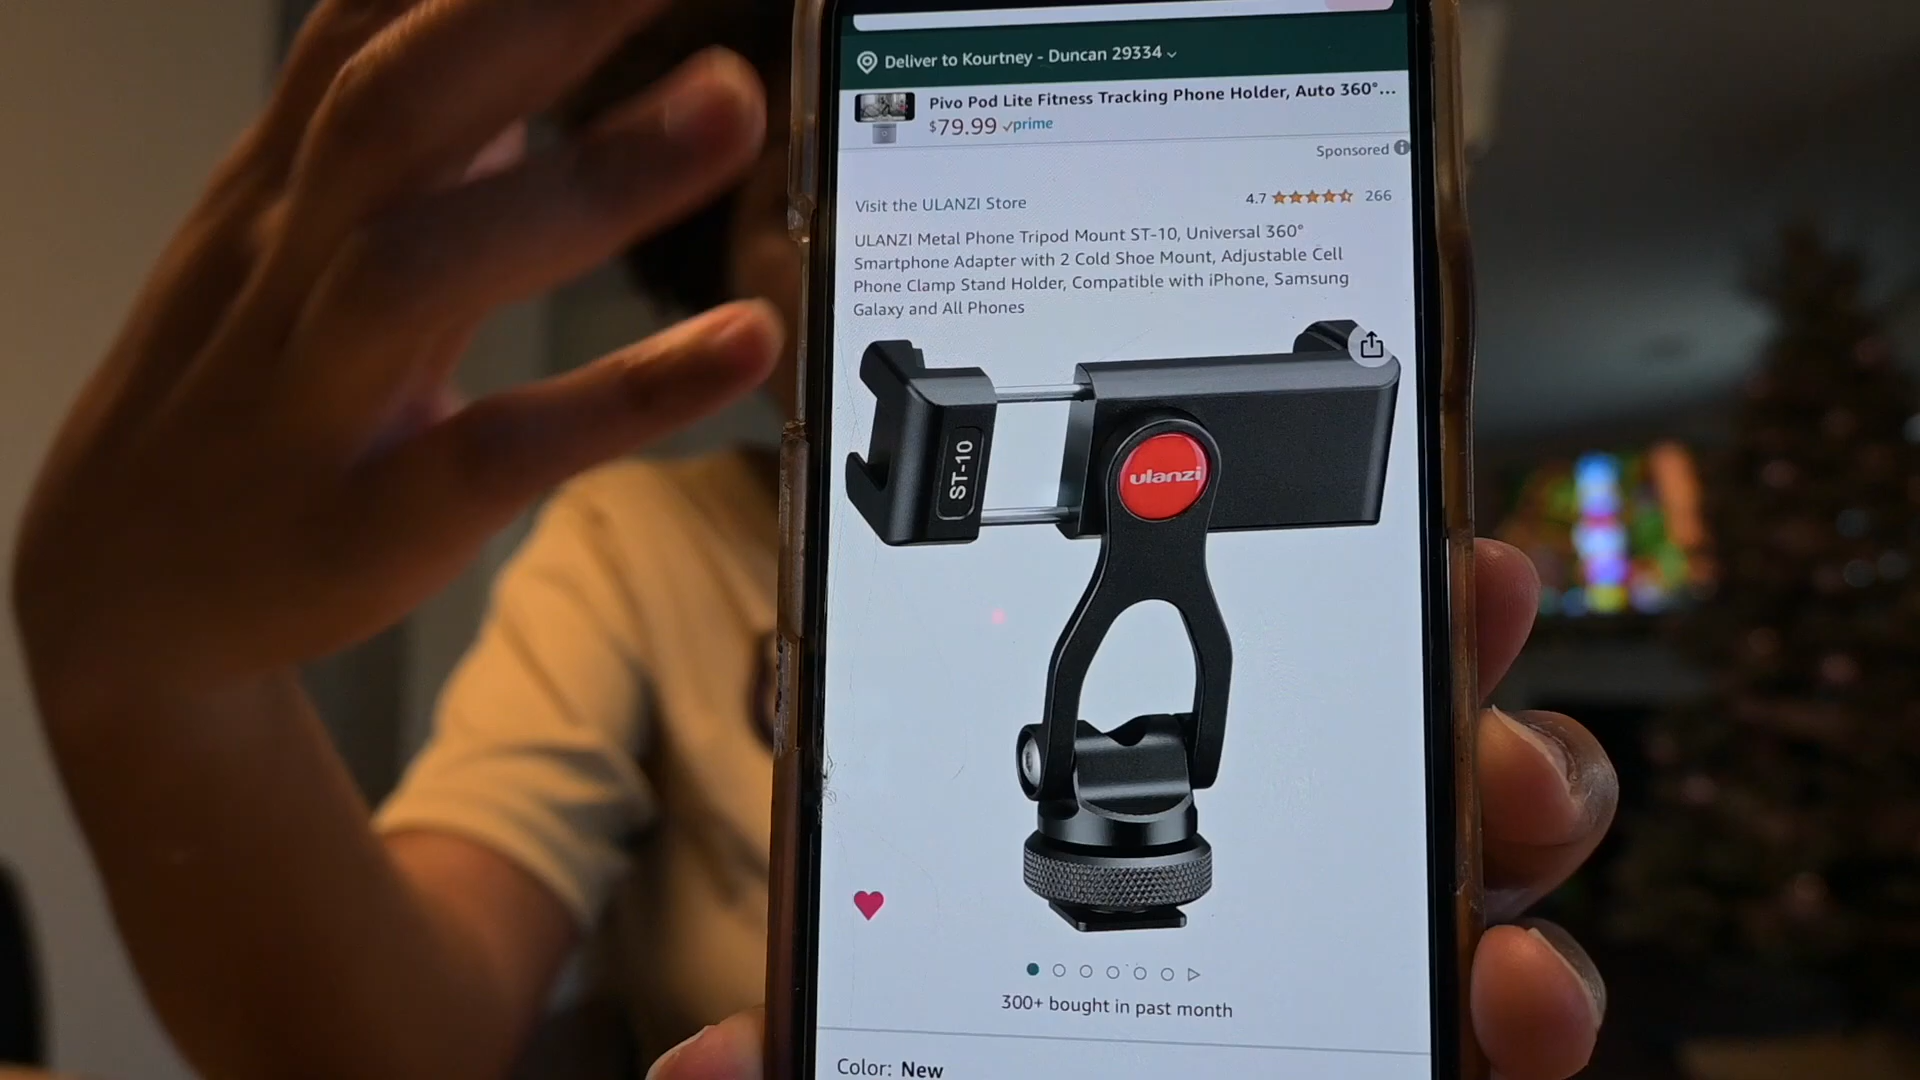 Deliver to Kourtney - Duncan 29334
Pivo Pod Lite Fitness Tracking Phone Holder, Auto 360°...
$79.99 prime
Sponsored
Visit the ULANZI Store
4.7 266
ULANZI Metal Phone Tripod Mount ST-10, Universal 360°
Smartphone Adapter with 2 Cold Shoe Mount, Adjustable Cell
Phone Clamp Stand Holder, Compatible with iPhone, Samsung
Galaxy and All Phones
ST-10
ulanzi
300+ bought in past month
Color: New